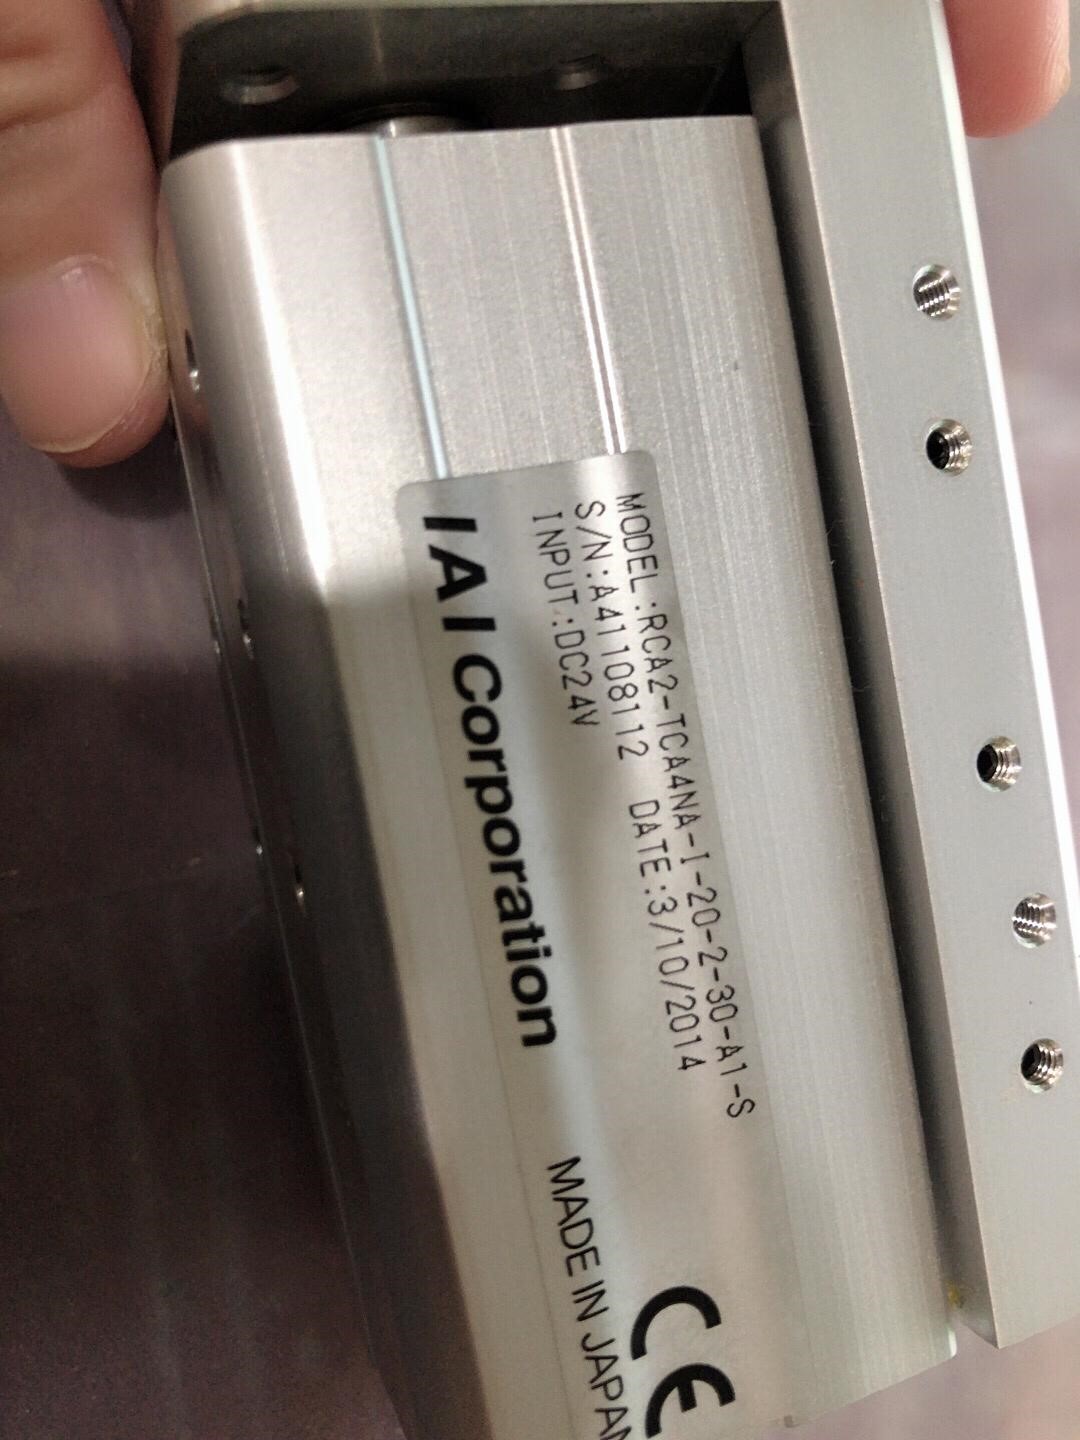 MODEL:RCA2-TCA4NA-I-20-2-30-A1-S
S/N:A41108112 DATE:3/10/2014
INPUT:DC24V
IAI Corporation MADE IN JAPAN
CE